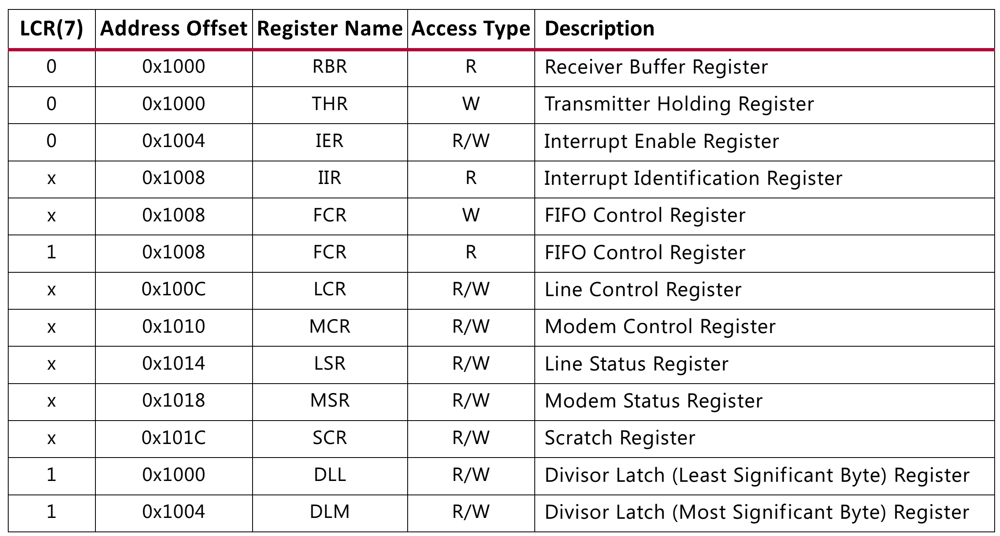 LCR(7) Address Offset Register Name Access Type Description
0 0x1000 RBR R Receiver Buffer Register
0 0x1000 THR W Transmitter Holding Register
0 0x1004 IER R/W Interrupt Enable Register
x 0x1008 IIR R Interrupt Identification Register
x 0x1008 FCR W FIFO Control Register
1 0x1008 FCR R FIFO Control Register
x 0x100C LCR R/W Line Control Register
x 0x1010 MCR R/W Modem Control Register
x 0x1014 LSR R/W Line Status Register
x 0x1018 MSR R/W Modem Status Register
x 0x101C SCR R/W Scratch Register
1 0x1000 DLL R/W Divisor Latch (Least Significant Byte) Register
1 0x1004 DLM R/W Divisor Latch (Most Significant Byte) Register